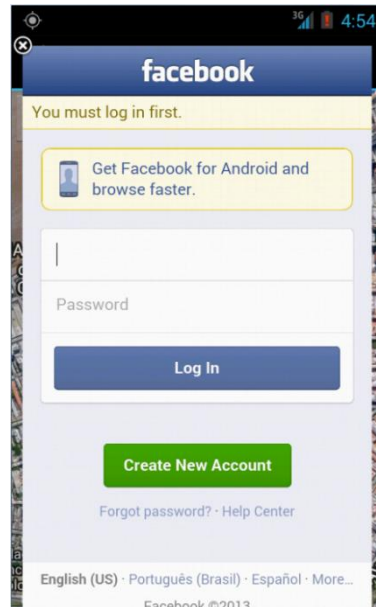 3G 4:54
facebook
You must log in first.
Get Facebook for Android and
browse faster.
Password
Log In
Create New Account
Forgot password? · Help Center
English (US) · Português (Brasil) · Español · More...
Facebook ©2013